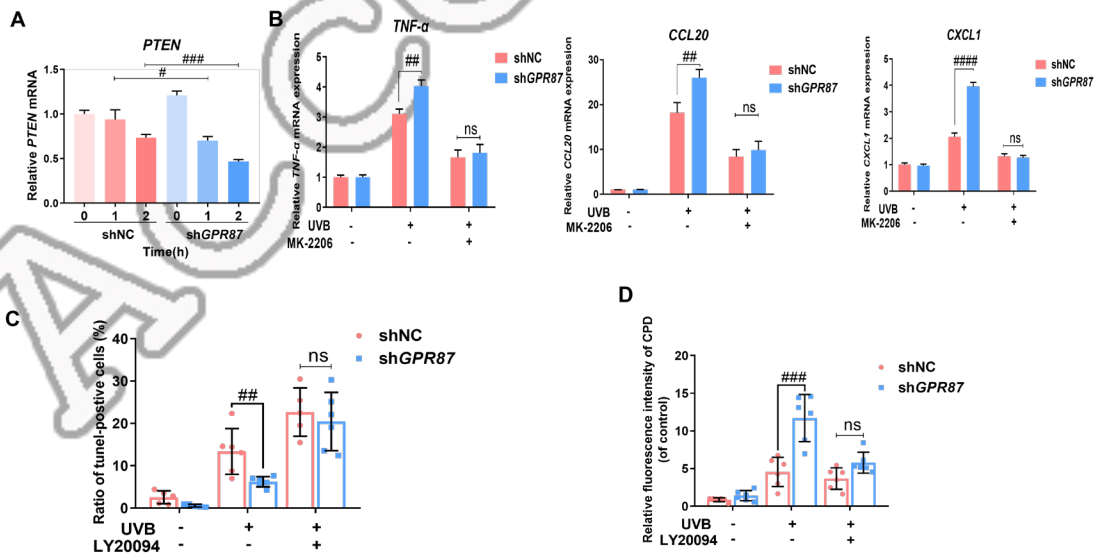 A
PTEN
###
#
Relative PTEN mRNA
1.5
1.0
0.5
0.0
0 1 2 0 1 2
shNC shGPR87
Time(h)
B
TNF-α
Relative TNF-α mRNA expression
5
4
3
2
1
0
##
ns
shNC
shGPR87
UVB - + +
MK-2206 - - +
CCL20
Relative CCL20 mRNA expression
30
20
10
0
##
ns
shNC
shGPR87
UVB - + +
MK-2206 - - +
CXCL1
Relative CXCL1 mRNA expression
5
4
3
2
1
0
####
ns
shNC
shGPR87
UVB - + +
MK-2206 - - +
C
Ratio of tunel-postive cells (%)
40
30
20
10
0
##
ns
shNC
shGPR87
UVB - + +
LY20094 - - +
D
Relative fluorescence intensity of CPD
(of control)
20
15
10
5
0
###
ns
shNC
shGPR87
UVB - + +
LY20094 - - +